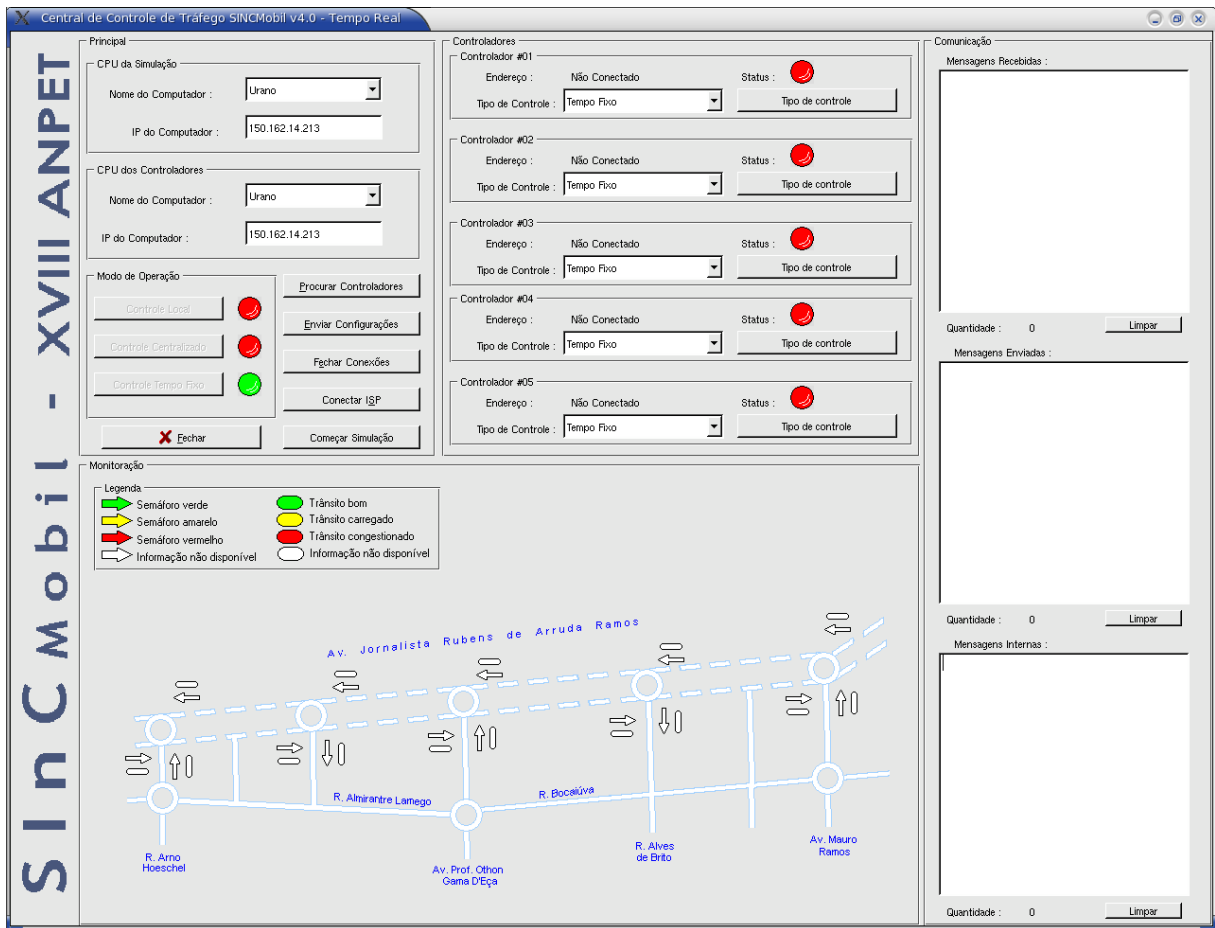 Central de Controle de Tráfego SINCMobil v4.0 - Tempo Real
SInCMobil - XVIII ANPET
Principal
CPU da Simulação
Nome do Computador :
Urano
IP do Computador :
150.162.14.213
CPU dos Controladores
Nome do Computador :
Urano
IP do Computador :
150.162.14.213
Modo de Operação
Controle Local
Controle Centralizado
Controle Tempo Fixo
Procurar Controladores
Enviar Configurações
Fechar Conexões
Conectar ISP
Fechar
Começar Simulação
Controladores
Controlador #01
Endereço : Não Conectado Status :
Tipo de Controle : Tempo Fixo Tipo de controle
Controlador #02
Endereço : Não Conectado Status :
Tipo de Controle : Tempo Fixo Tipo de controle
Controlador #03
Endereço : Não Conectado Status :
Tipo de Controle : Tempo Fixo Tipo de controle
Controlador #04
Endereço : Não Conectado Status :
Tipo de Controle : Tempo Fixo Tipo de controle
Controlador #05
Endereço : Não Conectado Status :
Tipo de Controle : Tempo Fixo Tipo de controle
Comunicação
Mensagens Recebidas :
Quantidade : 0 Limpar
Mensagens Enviadas :
Quantidade : 0 Limpar
Mensagens Internas :
Quantidade : 0 Limpar
Monitoração
Legenda
Semáforo verde
Semáforo amarelo
Semáforo vermelho
Informação não disponível
Trânsito bom
Trânsito carregado
Trânsito congestionado
Informação não disponível
Av. Jornalista Rubens de Arruda Ramos
R. Almirantre Lamego
R. Bocaiúva
R. Arno
Hoeschel
Av. Prof. Othon
Gama D'Eça
R. Alves
de Brito
Av. Mauro
Ramos